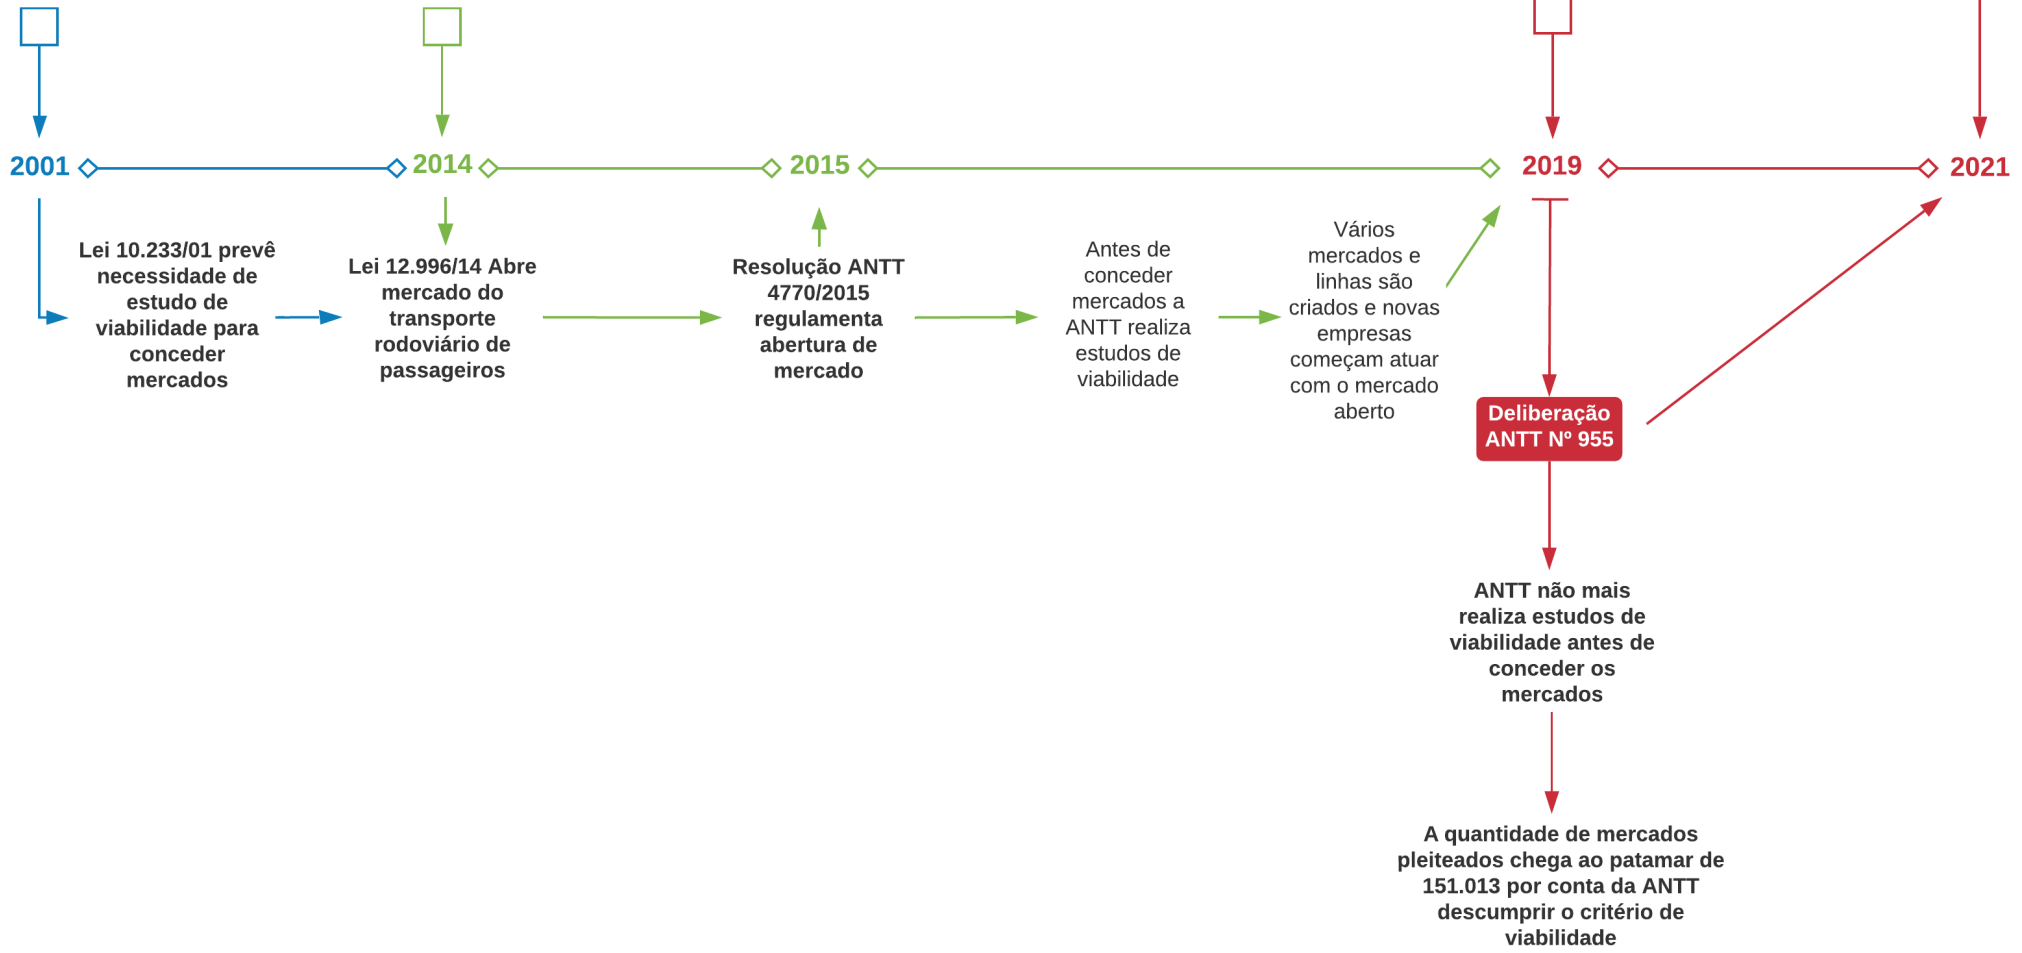 2001
2014
2015
2019
2021
Lei 10.233/01 prevê
necessidade de
estudo de
viabilidade para
conceder
mercados
Lei 12.996/14 Abre
mercado do
transporte
rodoviário de
passageiros
Resolução ANTT
4770/2015
regulamenta
abertura de
mercado
Antes de
conceder
mercados a
ANTT realiza
estudos de
viabilidade
Vários
mercados e
linhas são
criados e novas
empresas
começam atuar
com o mercado
aberto
Deliberação
ANTT Nº 955
ANTT não mais
realiza estudos de
viabilidade antes de
conceder os
mercados
A quantidade de mercados
pleiteados chega ao patamar de
151.013 por conta da ANTT
descumprir o critério de
viabilidade